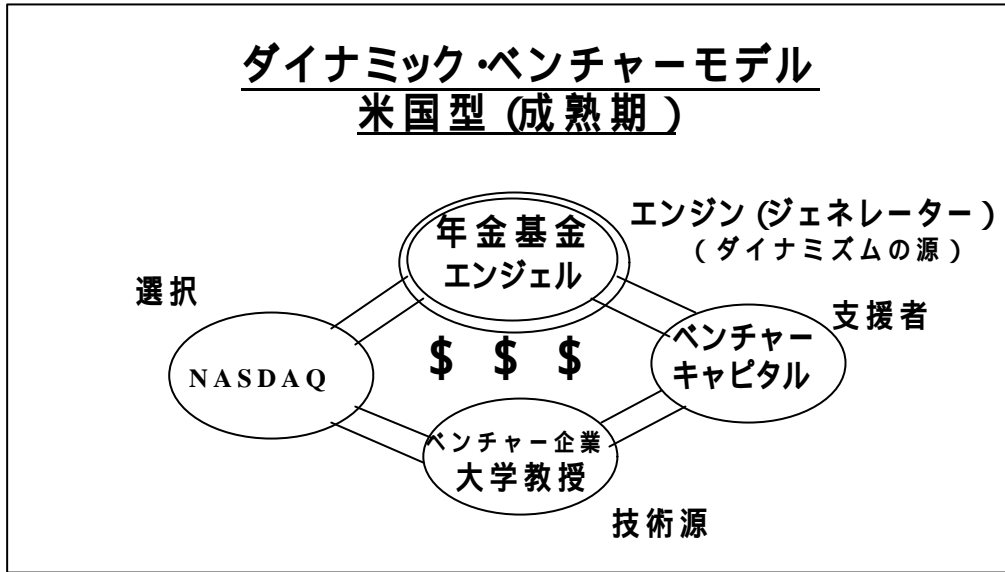 ダイナミック・ベンチャーモデル
米国型(成熟期)
年金基金
エンジェル
エンジン(ジェネレーター)
(ダイナミズムの源)
選択
支援者
NASDAQ
$ $ $
ベンチャー
キャピタル
ベンチャー企業
大学教授
技術源